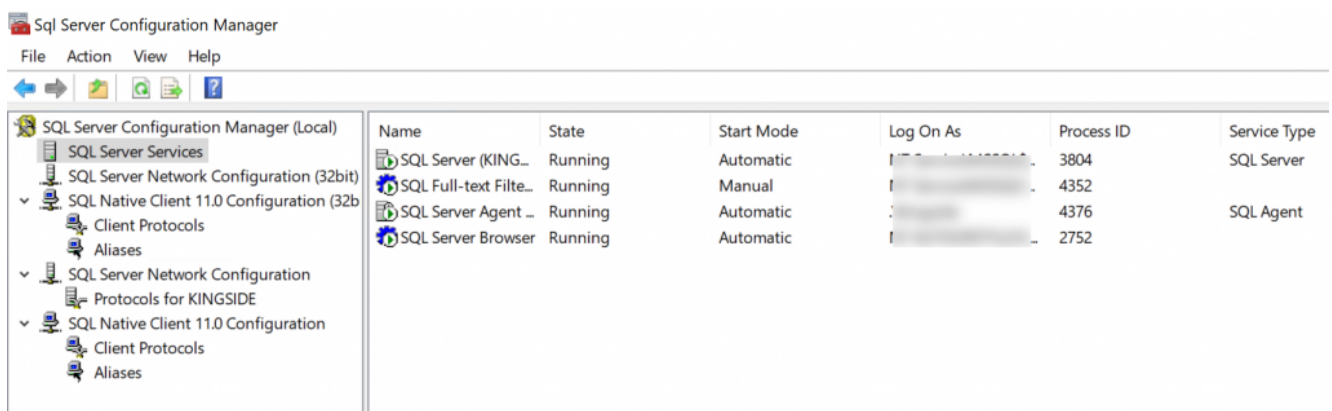 Sql Server Configuration Manager
File Action View Help
SQL Server Configuration Manager (Local)
SQL Server Services
SQL Server Network Configuration (32bit)
SQL Native Client 11.0 Configuration (32b
Client Protocols
Aliases
SQL Server Network Configuration
Protocols for KINGSIDE
SQL Native Client 11.0 Configuration
Client Protocols
Aliases
Name State Start Mode Log On As Process ID Service Type
SQL Server (KING... Running Automatic 3804 SQL Server
SQL Full-text Filte... Running Manual 4352
SQL Server Agent ... Running Automatic 4376 SQL Agent
SQL Server Browser Running Automatic 2752